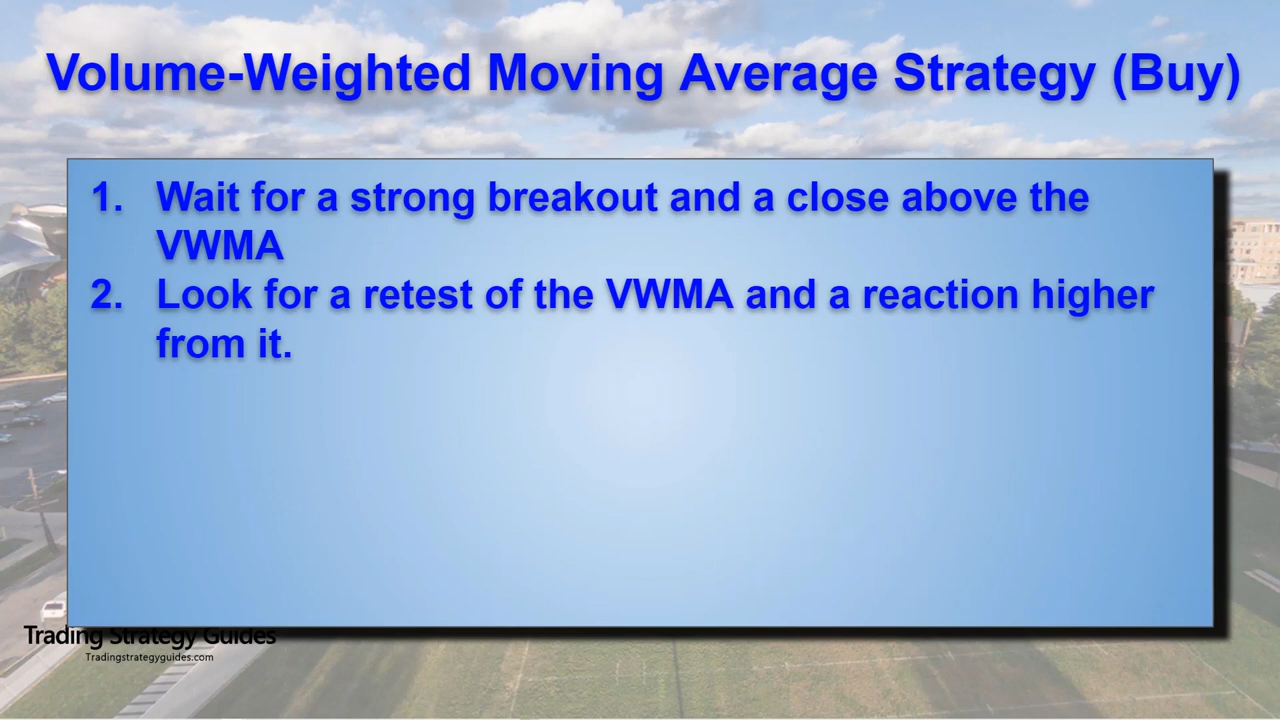 Volume-Weighted Moving Average Strategy (Buy)
1. Wait for a strong breakout and a close above the
VWMA
2. Look for a retest of the VWMA and a reaction higher
from it.
Trading Strategy Guides
Tradingstrategyguides.com